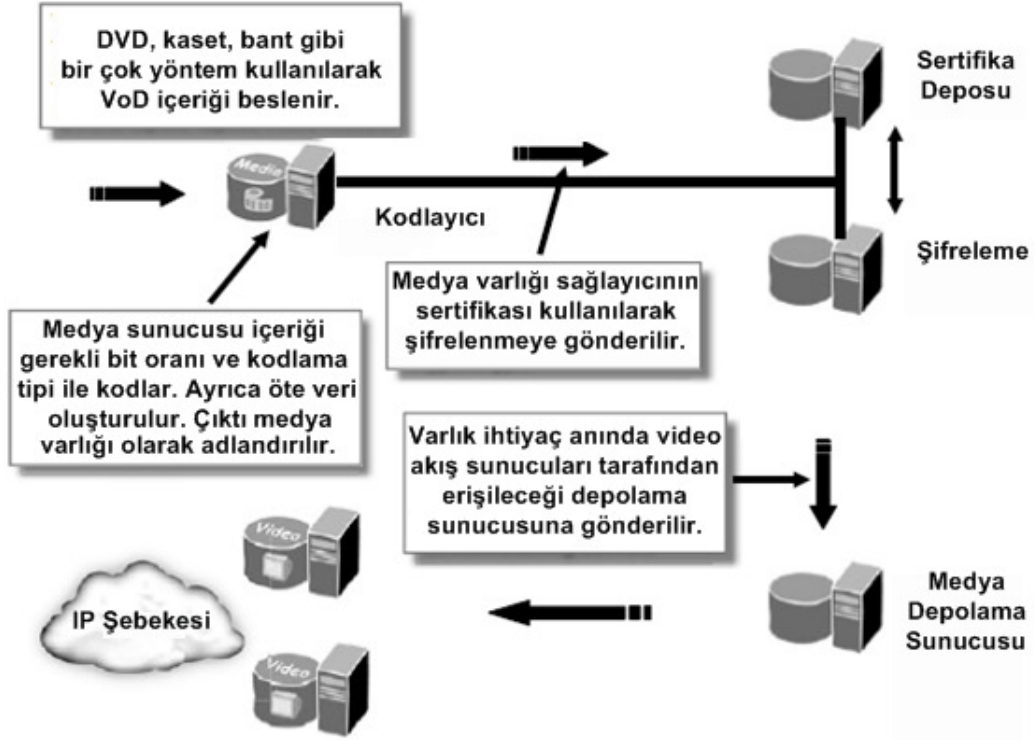 DVD, kaset, bant gibi
bir çok yöntem kullanılarak
VoD içeriği beslenir.
Sertifika
Deposu
Media
Kodlayıcı
Şifreleme
Medya varlığı sağlayıcının
sertifikası kullanılarak
şifrelenmeye gönderilir.
Medya sunucusu içeriği
gerekli bit oranı ve kodlama
tipi ile kodlar. Ayrıca öte veri
oluşturulur. Çıktı medya
varlığı olarak adlandırılır.
Varlık ihtiyaç anında video
akış sunucuları tarafından
erişileceği depolama
sunucusuna gönderilir.
Video
IP Şebekesi
Medya
Depolama
Sunucusu
Video